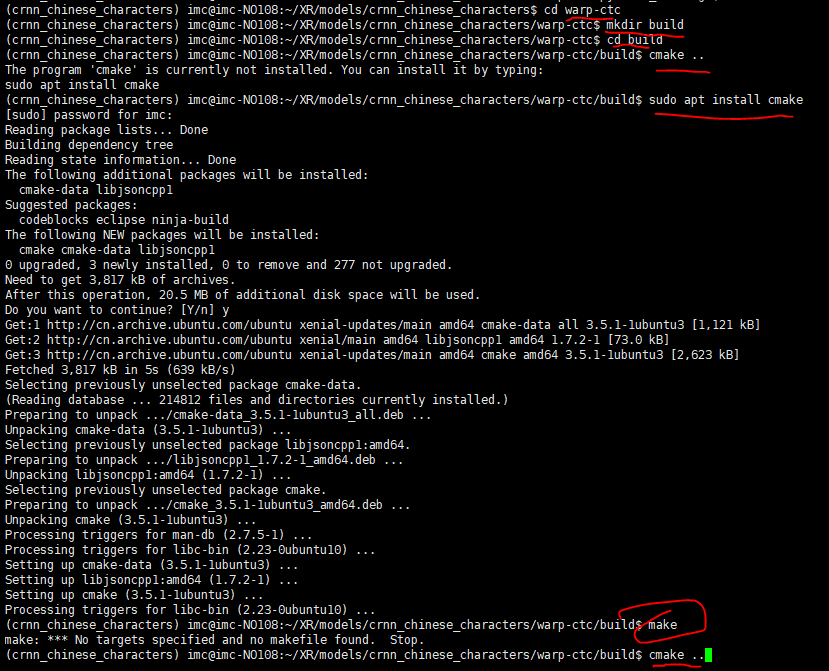 (crnn_chinese_characters) imc@imc-NO108:~/XR/models/crnn_chinese_characters$ cd warp-ctc
(crnn_chinese_characters) imc@imc-NO108:~/XR/models/crnn_chinese_characters/warp-ctc$ mkdir build
(crnn_chinese_characters) imc@imc-NO108:~/XR/models/crnn_chinese_characters/warp-ctc$ cd build
(crnn_chinese_characters) imc@imc-NO108:~/XR/models/crnn_chinese_characters/warp-ctc/build$ cmake ..
The program 'cmake' is currently not installed. You can install it by typing:
sudo apt install cmake
(crnn_chinese_characters) imc@imc-NO108:~/XR/models/crnn_chinese_characters/warp-ctc/build$ sudo apt install cmake
[sudo] password for imc:
Reading package lists... Done
Building dependency tree
Reading state information... Done
The following additional packages will be installed:
cmake-data libjsoncpp1
Suggested packages:
codeblocks eclipse ninja-build
The following NEW packages will be installed:
cmake cmake-data libjsoncpp1
0 upgraded, 3 newly installed, 0 to remove and 277 not upgraded.
Need to get 3,817 kB of archives.
After this operation, 20.5 MB of additional disk space will be used.
Do you want to continue? [Y/n] y
Get:1 http://cn.archive.ubuntu.com/ubuntu xenial-updates/main amd64 cmake-data all 3.5.1-1ubuntu3 [1,121 kB]
Get:2 http://cn.archive.ubuntu.com/ubuntu xenial/main amd64 libjsoncpp1 amd64 1.7.2-1 [73.0 kB]
Get:3 http://cn.archive.ubuntu.com/ubuntu xenial-updates/main amd64 cmake amd64 3.5.1-1ubuntu3 [2,623 kB]
Fetched 3,817 kB in 5s (639 kB/s)
Selecting previously unselected package cmake-data.
(Reading database ... 214812 files and directories currently installed.)
Preparing to unpack .../cmake-data_3.5.1-1ubuntu3_all.deb ...
Unpacking cmake-data (3.5.1-1ubuntu3) ...
Selecting previously unselected package libjsoncpp1:amd64.
Preparing to unpack .../libjsoncpp1_1.7.2-1_amd64.deb ...
Unpacking libjsoncpp1:amd64 (1.7.2-1) ...
Selecting previously unselected package cmake.
Preparing to unpack .../cmake_3.5.1-1ubuntu3_amd64.deb ...
Unpacking cmake (3.5.1-1ubuntu3) ...
Processing triggers for man-db (2.7.5-1) ...
Processing triggers for libc-bin (2.23-0ubuntu10) ...
Setting up cmake-data (3.5.1-1ubuntu3) ...
Setting up libjsoncpp1:amd64 (1.7.2-1) ...
Setting up cmake (3.5.1-1ubuntu3) ...
Processing triggers for libc-bin (2.23-0ubuntu10) ...
(crnn_chinese_characters) imc@imc-NO108:~/XR/models/crnn_chinese_characters/warp-ctc/build$ make
make: *** No targets specified and no makefile found.  Stop.
(crnn_chinese_characters) imc@imc-NO108:~/XR/models/crnn_chinese_characters/warp-ctc/build$ cmake ..